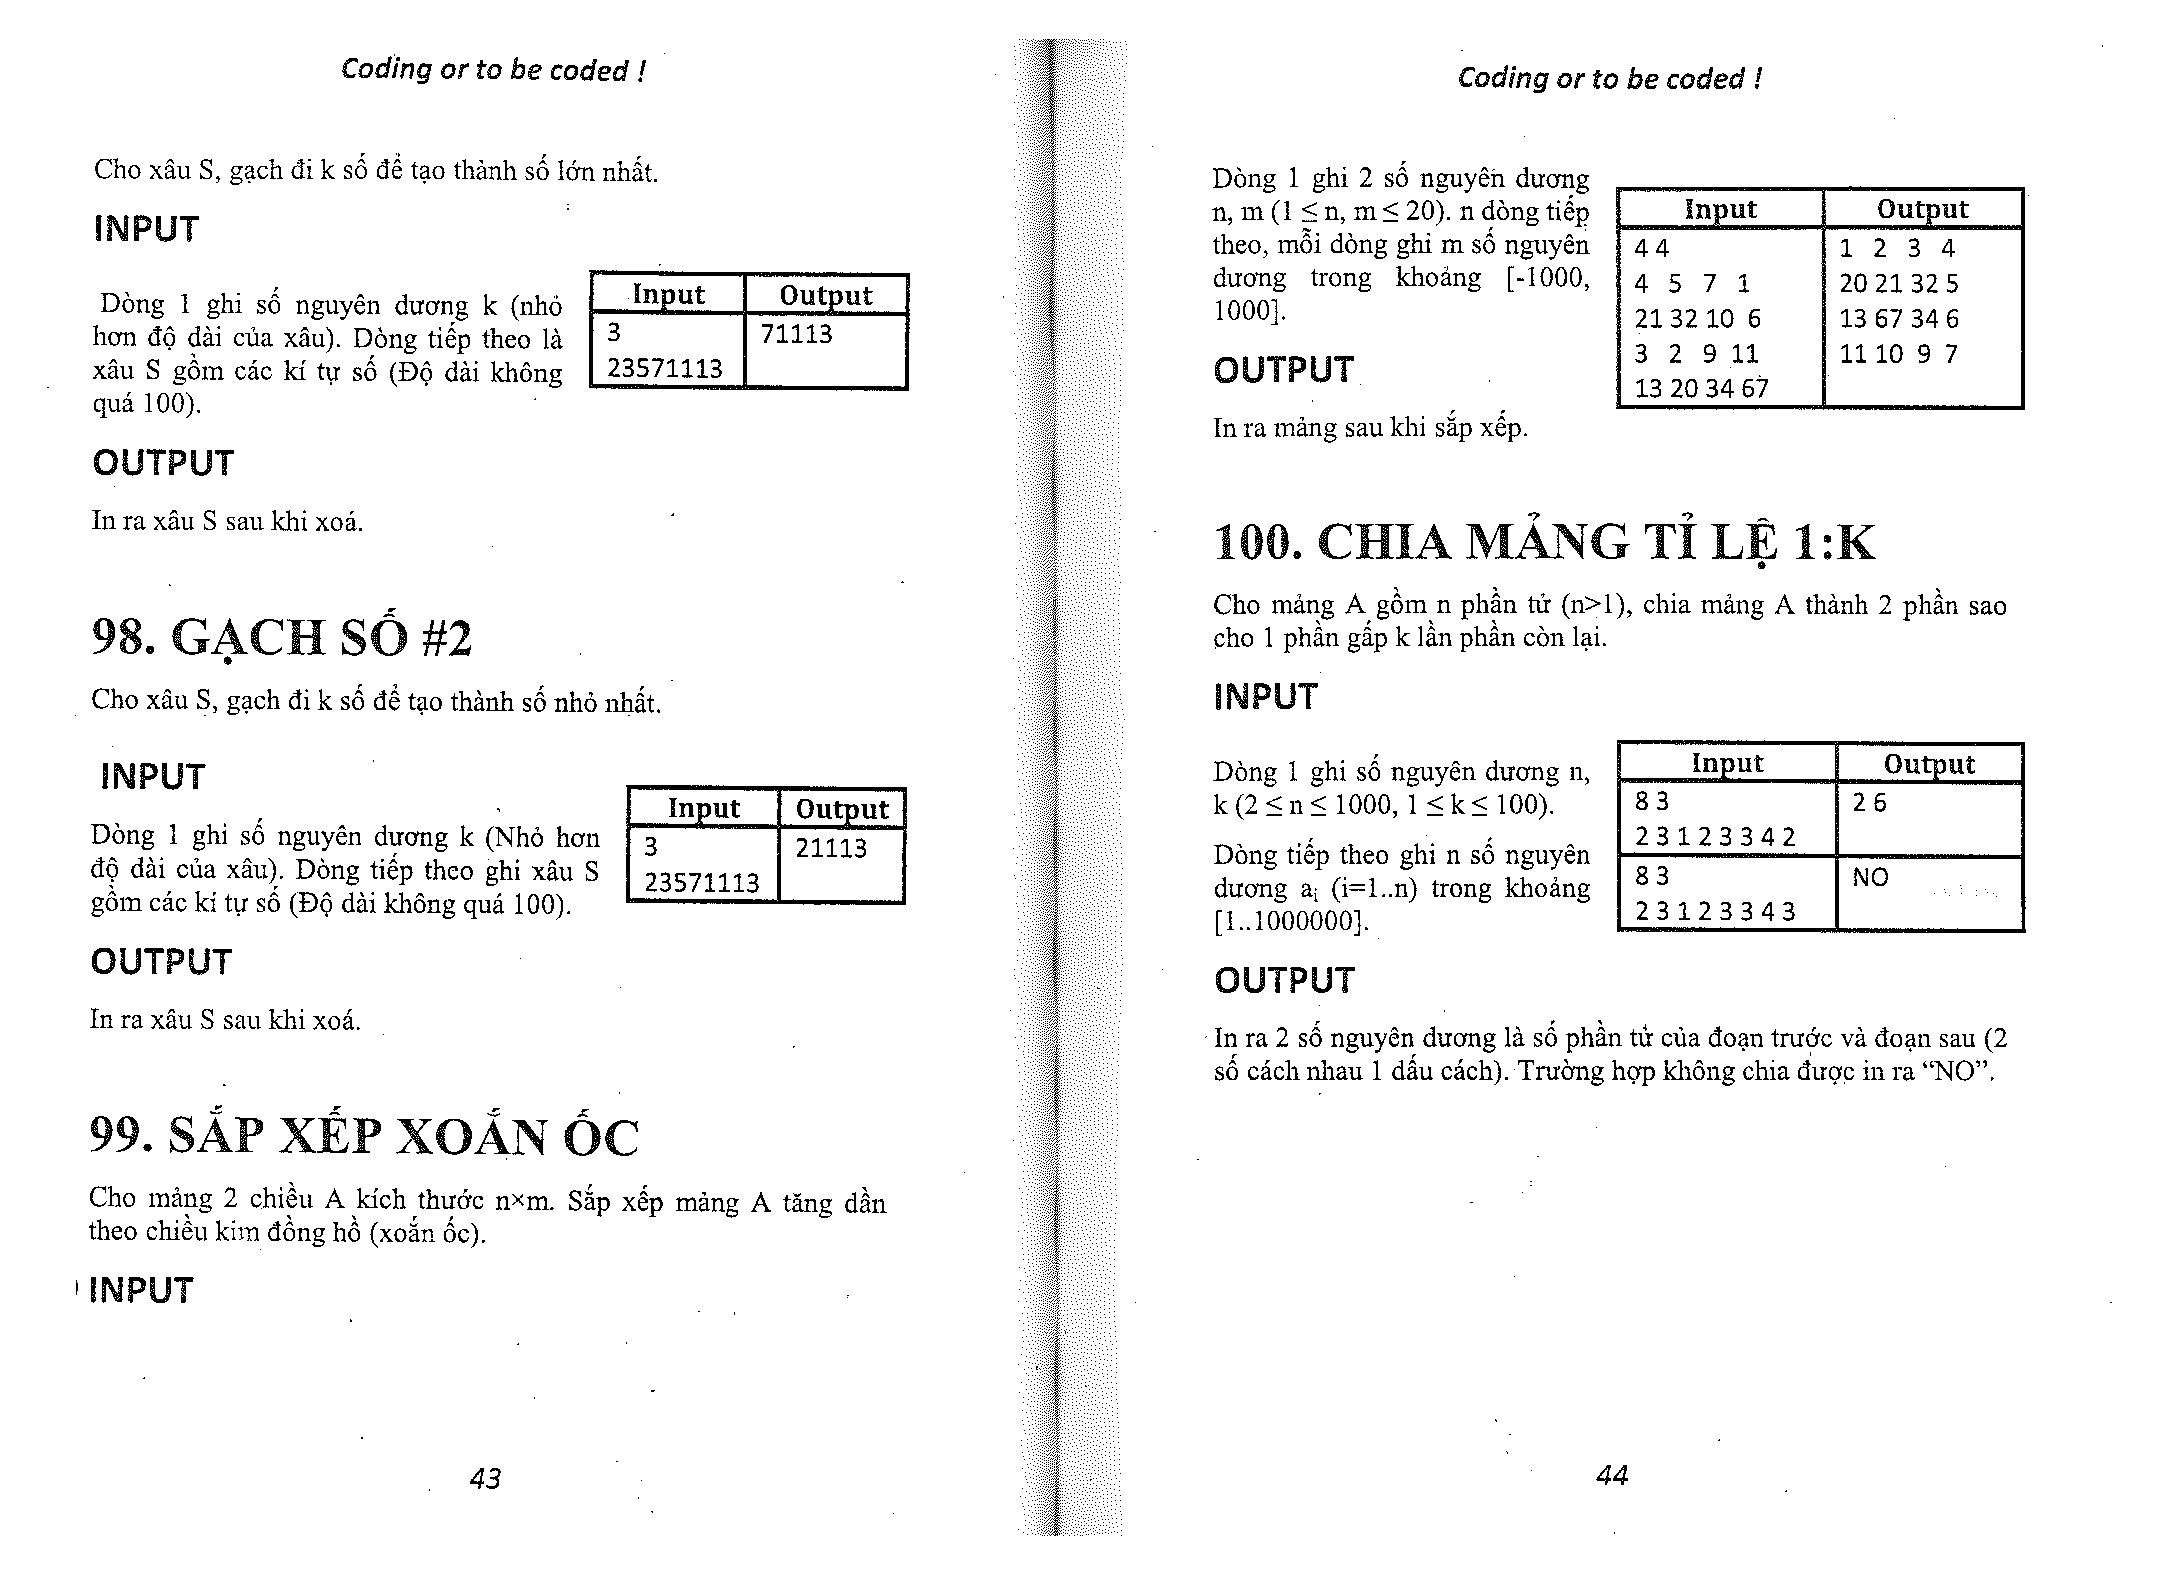 Coding or to be coded !
Cho xâu S, gạch đi k số để tạo thành số lớn nhất.
INPUT
Dòng 1 ghi số nguyên dương k (nhỏ
hơn độ dài của xâu). Dòng tiếp theo là
xâu S gồm các kí tự số (Độ dài không
quá 100).
Input Output
3 71113
23571113
OUTPUT
In ra xâu S sau khi xoá.
98. GẠCH SỐ #2
Cho xâu S, gạch đi k số để tạo thành số nhỏ nhất.
INPUT
Dòng 1 ghi số nguyên dương k (Nhỏ hơn
độ dài của xâu). Dòng tiếp theo ghi xâu S
gồm các kí tự số (Độ dài không quá 100).
Input Output
3 21113
23571113
OUTPUT
In ra xâu S sau khi xoá.
99. SẮP XẾP XOẮN ỐC
Cho mảng 2 chiều A kích thước n×m. Sắp xếp mảng A tăng dần
theo chiều kim đồng hồ (xoắn ốc).
INPUT
43
Coding or to be coded !
Dòng 1 ghi 2 số nguyên dương
n, m (1 ≤ n, m ≤ 20). n dòng tiếp
theo, mỗi dòng ghi m số nguyên
dương trong khoảng [-1000,
1000].
Input Output
4 4 1 2 3 4
4 5 7 1 20 21 32 5
21 32 10 6 13 67 34 6
3 2 9 11 11 10 9 7
13 20 34 67
OUTPUT
In ra mảng sau khi sắp xếp.
100. CHIA MẢNG TỈ LỆ 1:K
Cho mảng A gồm n phần tử (n>1), chia mảng A thành 2 phần sao
cho 1 phần gấp k lần phần còn lại.
INPUT
Dòng 1 ghi số nguyên dương n,
k (2 ≤ n ≤ 1000, 1 ≤ k ≤ 100).
Dòng tiếp theo ghi n số nguyên
dương aᵢ (i=1..n) trong khoảng
[1..1000000].
Input Output
8 3 2 6
2 3 1 2 3 3 4 2
8 3 NO
2 3 1 2 3 3 4 3
OUTPUT
In ra 2 số nguyên dương là số phần tử của đoạn trước và đoạn sau (2
số cách nhau 1 dấu cách). Trường hợp không chia được in ra “NO”.
44